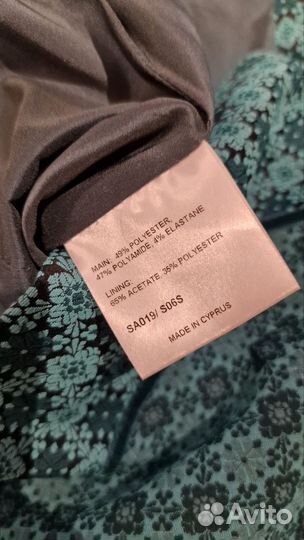 MAIN: 49% POLYESTER,
47% POLYAMIDE, 4% ELASTANE
LINING:
65% ACETATE, 35% POLYESTER
SA019/ S06S
MADE IN CYPRUS
Avito